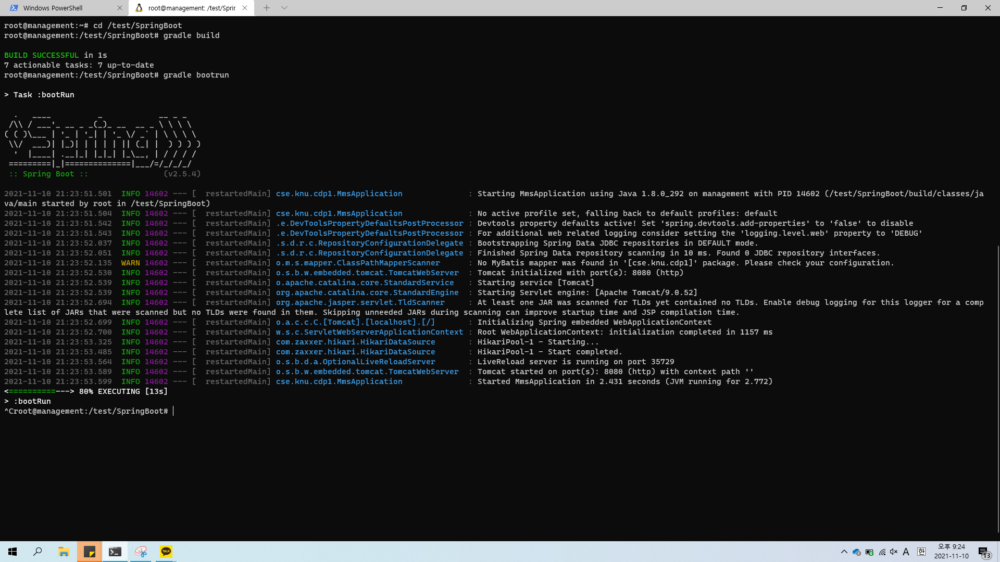 Windows PowerShell
root@management: /test/Sprin
root@management:~# cd /test/SpringBoot
root@management:/test/SpringBoot# gradle build
BUILD SUCCESSFUL in 1s
7 actionable tasks: 7 up-to-date
root@management:/test/SpringBoot# gradle bootrun
> Task :bootRun
  .   ____          _            __ _ _
 /\\ / ___'_ __ _ _(_)_ __  __ _ \ \ \ \
( ( )\___ | '_ | '_| | '_ \/ _` | \ \ \ \
 \\/  ___)| |_)| | | | | || (_| |  ) ) ) )
  '  |____| .__|_| |_|_| |_\__, | / / / /
 =========|_|==============|___/=/_/_/_/
 :: Spring Boot ::                (v2.5.4)
2021-11-10 21:23:51.501  INFO 14602 --- [  restartedMain] cse.knu.cdp1.MmsApplication              : Starting MmsApplication using Java 1.8.0_292 on management with PID 14602 (/test/SpringBoot/build/classes/ja
va/main started by root in /test/SpringBoot)
2021-11-10 21:23:51.504  INFO 14602 --- [  restartedMain] cse.knu.cdp1.MmsApplication              : No active profile set, falling back to default profiles: default
2021-11-10 21:23:51.542  INFO 14602 --- [  restartedMain] .e.DevToolsPropertyDefaultsPostProcessor : Devtools property defaults active! Set 'spring.devtools.add-properties' to 'false' to disable
2021-11-10 21:23:51.543  INFO 14602 --- [  restartedMain] .e.DevToolsPropertyDefaultsPostProcessor : For additional web related logging consider setting the 'logging.level.web' property to 'DEBUG'
2021-11-10 21:23:52.037  INFO 14602 --- [  restartedMain] .s.d.r.c.RepositoryConfigurationDelegate : Bootstrapping Spring Data JDBC repositories in DEFAULT mode.
2021-11-10 21:23:52.051  INFO 14602 --- [  restartedMain] .s.d.r.c.RepositoryConfigurationDelegate : Finished Spring Data repository scanning in 10 ms. Found 0 JDBC repository interfaces.
2021-11-10 21:23:52.135  WARN 14602 --- [  restartedMain] o.m.s.mapper.ClassPathMapperScanner      : No MyBatis mapper was found in '[cse.knu.cdp1]' package. Please check your configuration.
2021-11-10 21:23:52.530  INFO 14602 --- [  restartedMain] o.s.b.w.embedded.tomcat.TomcatWebServer  : Tomcat initialized with port(s): 8080 (http)
2021-11-10 21:23:52.539  INFO 14602 --- [  restartedMain] o.apache.catalina.core.StandardService   : Starting service [Tomcat]
2021-11-10 21:23:52.539  INFO 14602 --- [  restartedMain] org.apache.catalina.core.StandardEngine  : Starting Servlet engine: [Apache Tomcat/9.0.52]
2021-11-10 21:23:52.694  INFO 14602 --- [  restartedMain] org.apache.jasper.servlet.TldScanner     : At least one JAR was scanned for TLDs yet contained no TLDs. Enable debug logging for this logger for a comp
lete list of JARs that were scanned but no TLDs were found in them. Skipping unneeded JARs during scanning can improve startup time and JSP compilation time.
2021-11-10 21:23:52.699  INFO 14602 --- [  restartedMain] o.a.c.c.C.[Tomcat].[localhost].[/]       : Initializing Spring embedded WebApplicationContext
2021-11-10 21:23:52.700  INFO 14602 --- [  restartedMain] w.s.c.ServletWebServerApplicationContext : Root WebApplicationContext: initialization completed in 1157 ms
2021-11-10 21:23:53.325  INFO 14602 --- [  restartedMain] com.zaxxer.hikari.HikariDataSource       : HikariPool-1 - Starting...
2021-11-10 21:23:53.485  INFO 14602 --- [  restartedMain] com.zaxxer.hikari.HikariDataSource       : HikariPool-1 - Start completed.
2021-11-10 21:23:53.564  INFO 14602 --- [  restartedMain] o.s.b.d.a.OptionalLiveReloadServer       : LiveReload server is running on port 35729
2021-11-10 21:23:53.589  INFO 14602 --- [  restartedMain] o.s.b.w.embedded.tomcat.TomcatWebServer  : Tomcat started on port(s): 8080 (http) with context path ''
2021-11-10 21:23:53.599  INFO 14602 --- [  restartedMain] cse.knu.cdp1.MmsApplication              : Started MmsApplication in 2.431 seconds (JVM running for 2.772)
<==========---> 80% EXECUTING [13s]
> :bootRun
^Croot@management:/test/SpringBoot#
TALK
A
한
오후 9:24
2021-11-10
13